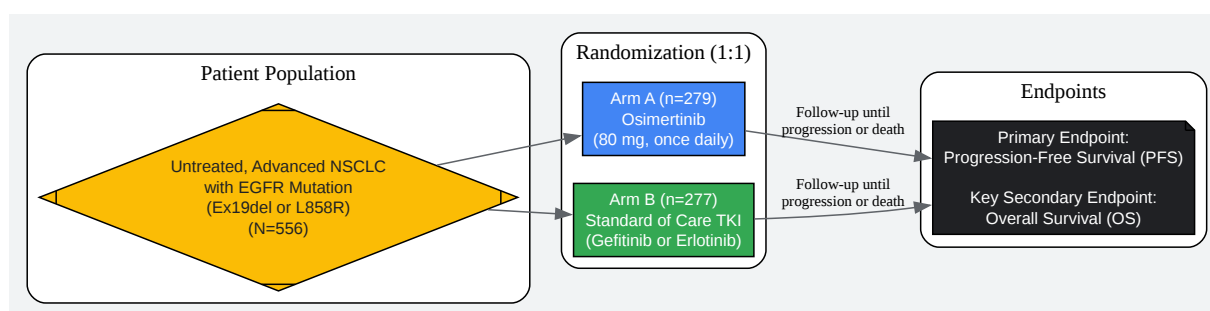 Patient Population
Untreated, Advanced NSCLC
with EGFR Mutation
(Ex19del or L858R)
(N=556)
Randomization (1:1)
Arm A (n=279)
Osimertinib
(80 mg, once daily)
Arm B (n=277)
Standard of Care TKI
(Gefitinib or Erlotinib)
Follow-up until
progression or death
Follow-up until
progression or death
Endpoints
Primary Endpoint:
Progression-Free Survival (PFS)
Key Secondary Endpoint:
Overall Survival (OS)